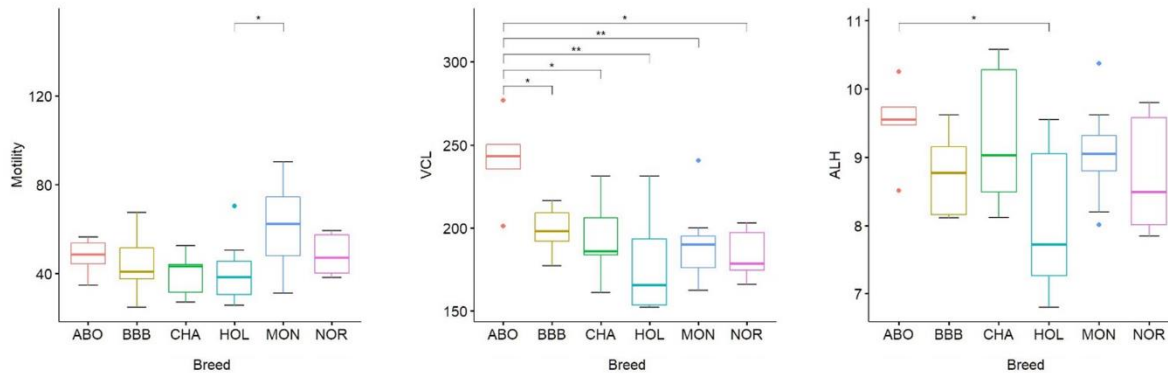 Motility
120
80
40
*
ABO BBB CHA HOL MON NOR
Breed
VCL
300
250
200
150
*
**
**
*
*
ABO BBB CHA HOL MON NOR
Breed
ALH
11
10
9
8
7
*
ABO BBB CHA HOL MON NOR
Breed